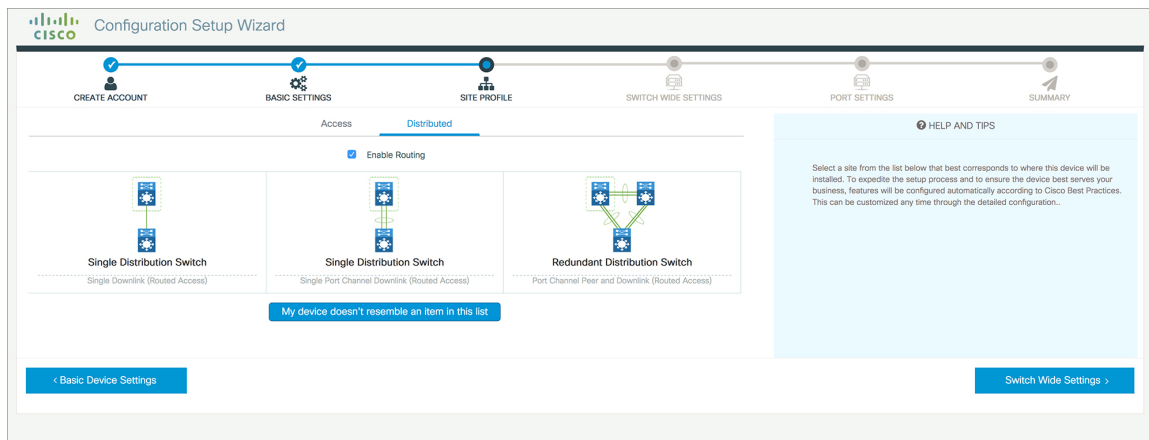 CISCO
Configuration Setup Wizard
CREATE ACCOUNT
BASIC SETTINGS
SITE PROFILE
SWITCH WIDE SETTINGS
PORT SETTINGS
SUMMARY
Access
Distributed
Enable Routing
Single Distribution Switch
Single Downlink (Routed Access)
Single Distribution Switch
Single Port Channel Downlink (Routed Access)
Redundant Distribution Switch
Port Channel Peer and Downlink (Routed Access)
My device doesn't resemble an item in this list
HELP AND TIPS
Select a site from the list below that best corresponds to where this device will be
installed. To expedite the setup process and to ensure the device best serves your
business, features will be configured automatically according to Cisco Best Practices.
This can be customized any time through the detailed configuration..
< Basic Device Settings
Switch Wide Settings >